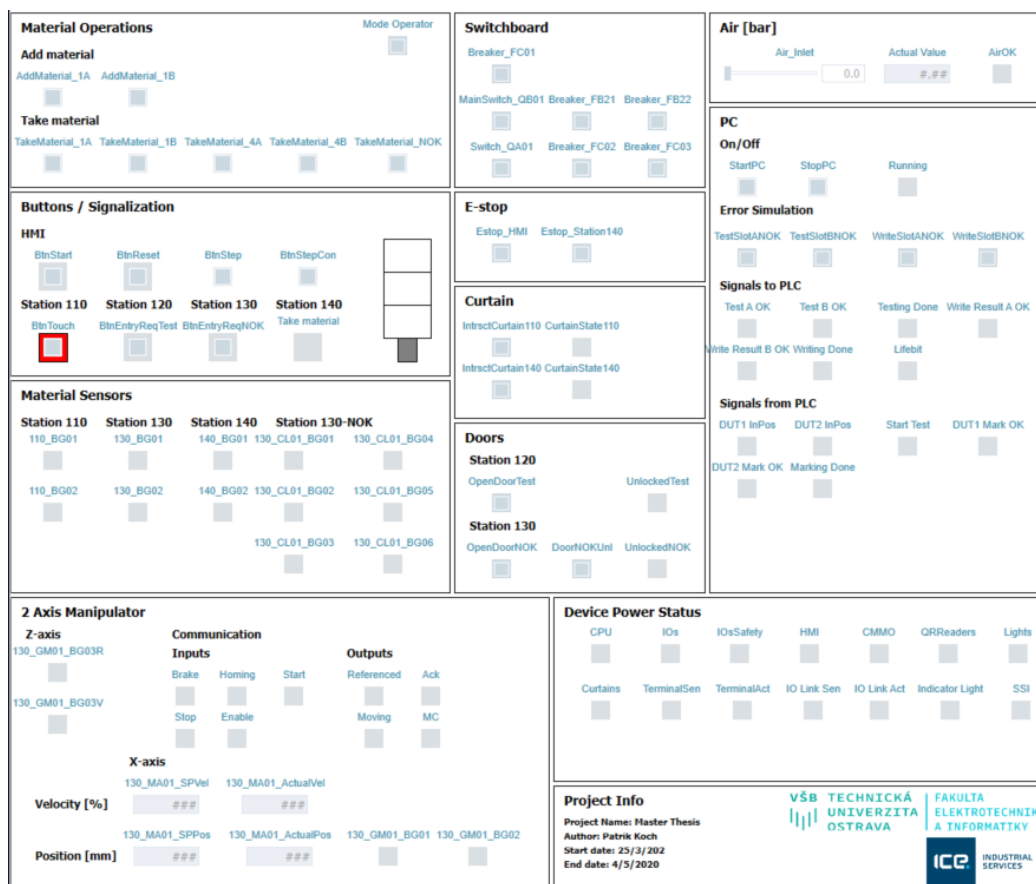 Material Operations
Mode Operator
Add material
AddMaterial_1A AddMaterial_1B
Take material
TakeMaterial_1A TakeMaterial_1B TakeMaterial_4A TakeMaterial_4B TakeMaterial_NOK
Switchboard
Breaker_FC01
MainSwitch_QB01 Breaker_FB21 Breaker_FB22
Switch_QA01 Breaker_FC02 Breaker_FC03
Air [bar]
Air_Inlet Actual Value AirOK
0.0 #.##
Buttons / Signalization
HMI
BtnStart BtnReset BtnStep BtnStepCon
Station 110 Station 120 Station 130 Station 140
BtnTouch BtnEntryReqTest BtnEntryReqNOK Take material
E-stop
Estop_HMI Estop_Station140
Curtain
IntrsctCurtain110 CurtainState110
IntrsctCurtain140 CurtainState140
PC
On/Off
StartPC StopPC Running
Error Simulation
TestSlotANOK TestSlotBNOK WriteSlotANOK WriteSlotBNOK
Signals to PLC
Test A OK Test B OK Testing Done Write Result A OK
Write Result B OK Writing Done Lifebit
Signals from PLC
DUT1 InPos DUT2 InPos Start Test DUT1 Mark OK
DUT2 Mark OK Marking Done
Material Sensors
Station 110 Station 130 Station 140 Station 130-NOK
110_BG01 130_BG01 140_BG01 130_CL01_BG01 130_CL01_BG04
110_BG02 130_BG02 140_BG02 130_CL01_BG02 130_CL01_BG05
130_CL01_BG03 130_CL01_BG06
Doors
Station 120
OpenDoorTest UnlockedTest
Station 130
OpenDoorNOK DoorNOKUnl UnlockedNOK
2 Axis Manipulator
Z-axis Communication
130_GM01_BG03R Inputs Outputs
Brake Homing Start Referenced Ack
130_GM01_BG03V
Stop Enable Moving MC
X-axis
130_MA01_SPVel 130_MA01_ActualVel
Velocity [%] ### ###
130_MA01_SPPos 130_MA01_ActualPos 130_GM01_BG01 130_GM01_BG02
Position [mm] ### ###
Device Power Status
CPU IOs IOsSafety HMI CMMO QRReaders Lights
Curtains TerminalSen TerminalAct IO Link Sen IO Link Act Indicator Light SSI
Project Info
Project Name: Master Thesis
Author: Patrik Koch
Start date: 25/3/202
End date: 4/5/2020
VŠB TECHNICKÁ
UNIVERZITA
OSTRAVA
FAKULTA
ELEKTROTECHNIK
A INFORMATIKY
ICE INDUSTRIAL
SERVICES